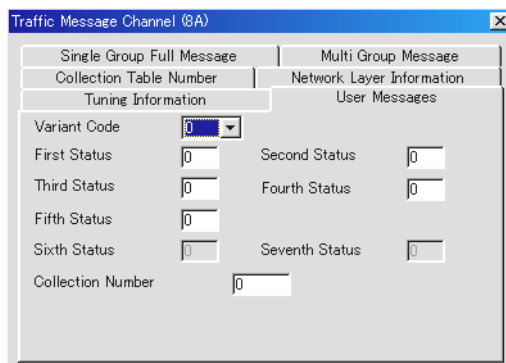 Traffic Message Channel (8A)
Single Group Full Message Multi Group Message
Collection Table Number Network Layer Information
Tuning Information User Messages
Variant Code 0
First Status 0 Second Status 0
Third Status 0 Fourth Status 0
Fifth Status 0
Sixth Status 0 Seventh Status 0
Collection Number 0